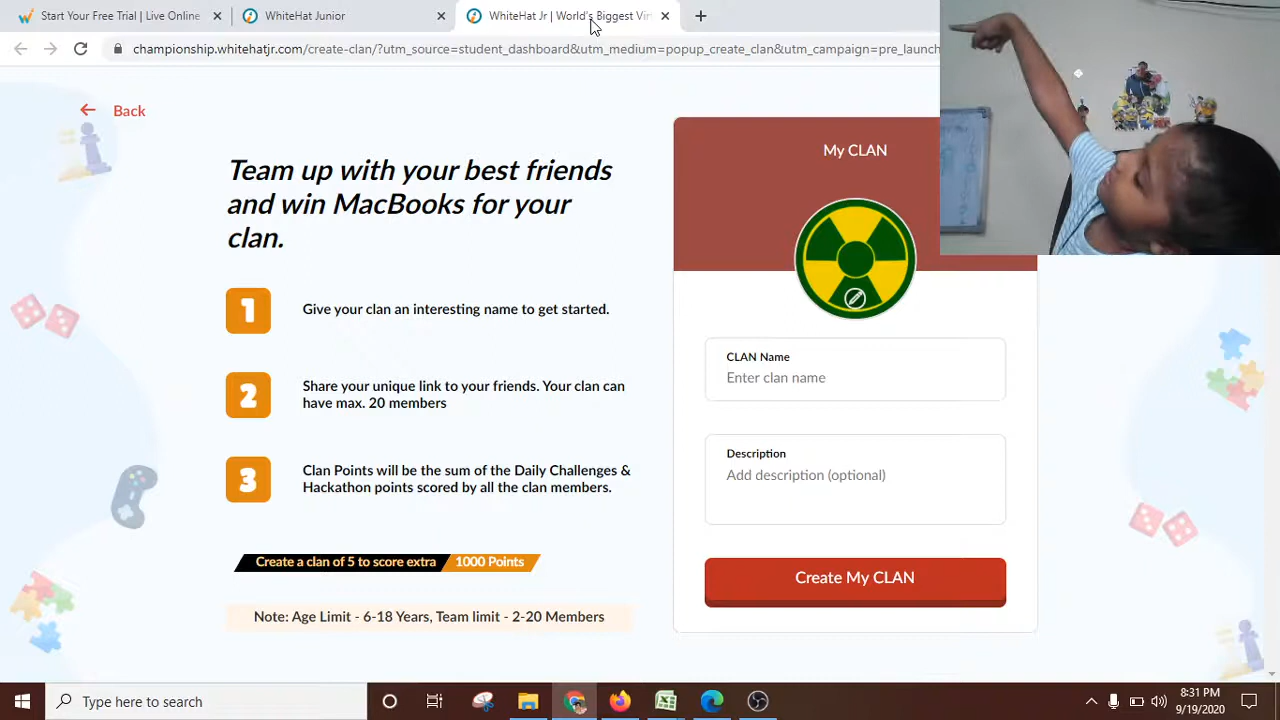 Start Your Free Trial | Live Online
WhiteHat Junior
WhiteHat Jr | World's Biggest Vir
championship.whitehatjr.com/create-clan/?utm_source=student_dashboard&utm_medium=popup_create_clan&utm_campaign=pre_launch
Back
Team up with your best friends
and win MacBooks for your
clan.
1
Give your clan an interesting name to get started.
2
Share your unique link to your friends. Your clan can
have max. 20 members
3
Clan Points will be the sum of the Daily Challenges &
Hackathon points scored by all the clan members.
Create a clan of 5 to score extra 1000 Points
Note: Age Limit - 6-18 Years, Team limit - 2-20 Members
My CLAN
CLAN Name
Enter clan name
Description
Add description (optional)
Create My CLAN
Type here to search
8:31 PM
9/19/2020